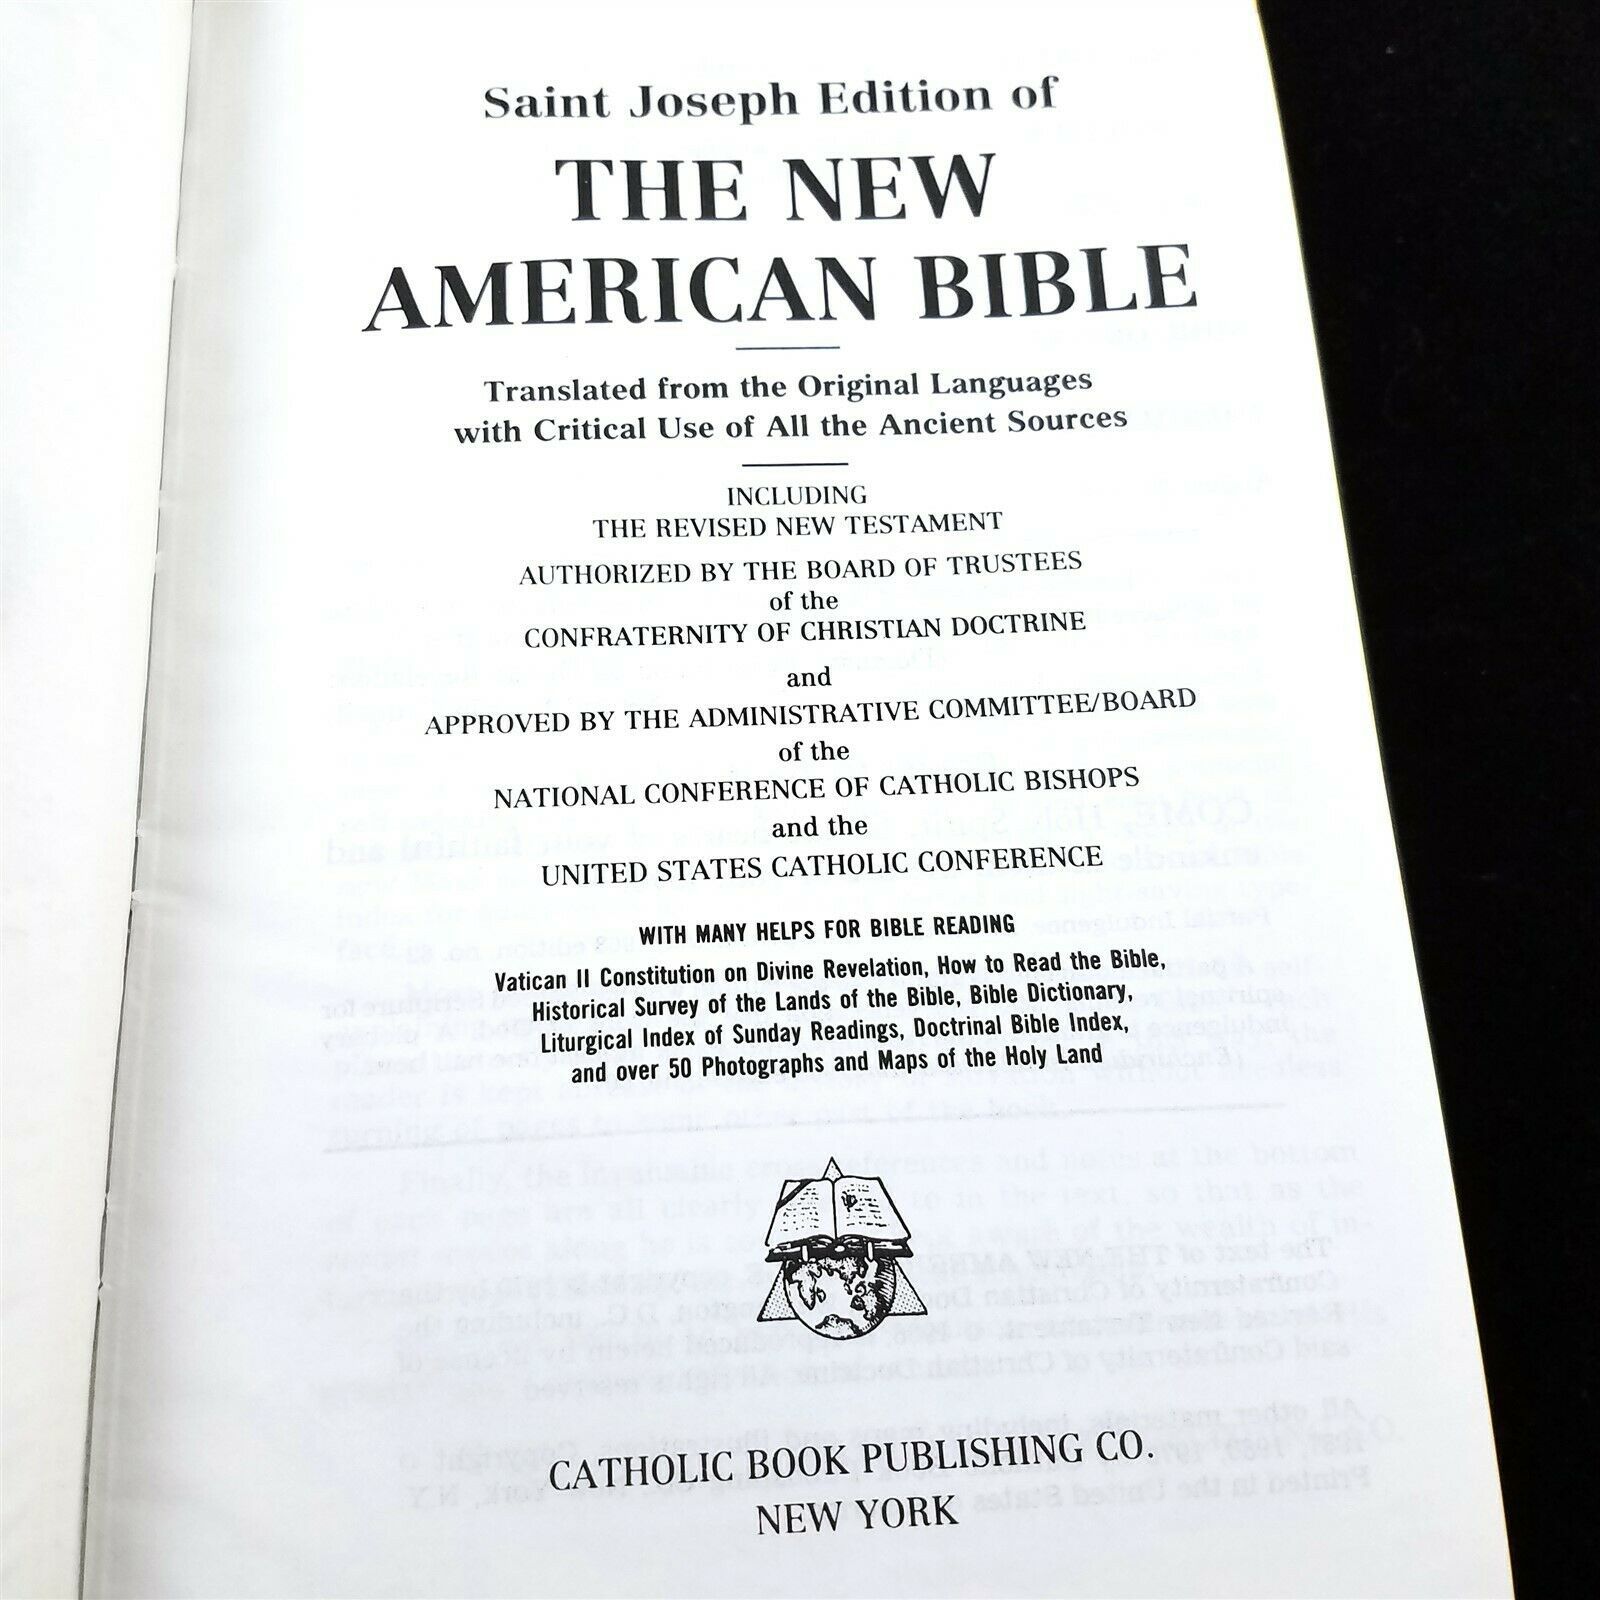 Saint Joseph Edition of
THE NEW
AMERICAN BIBLE
Translated from the Original Languages
with Critical Use of All the Ancient Sources
INCLUDING
THE REVISED NEW TESTAMENT
AUTHORIZED BY THE BOARD OF TRUSTEES
of the
CONFRATERNITY OF CHRISTIAN DOCTRINE
and
APPROVED BY THE ADMINISTRATIVE COMMITTEE/BOARD
of the
NATIONAL CONFERENCE OF CATHOLIC BISHOPS
and the
UNITED STATES CATHOLIC CONFERENCE
WITH MANY HELPS FOR BIBLE READING
Vatican II Constitution on Divine Revelation, How to Read the Bible,
Historical Survey of the Lands of the Bible, Bible Dictionary,
Liturgical Index of Sunday Readings, Doctrinal Bible Index,
and over 50 Photographs and Maps of the Holy Land
CATHOLIC BOOK PUBLISHING CO.
NEW YORK